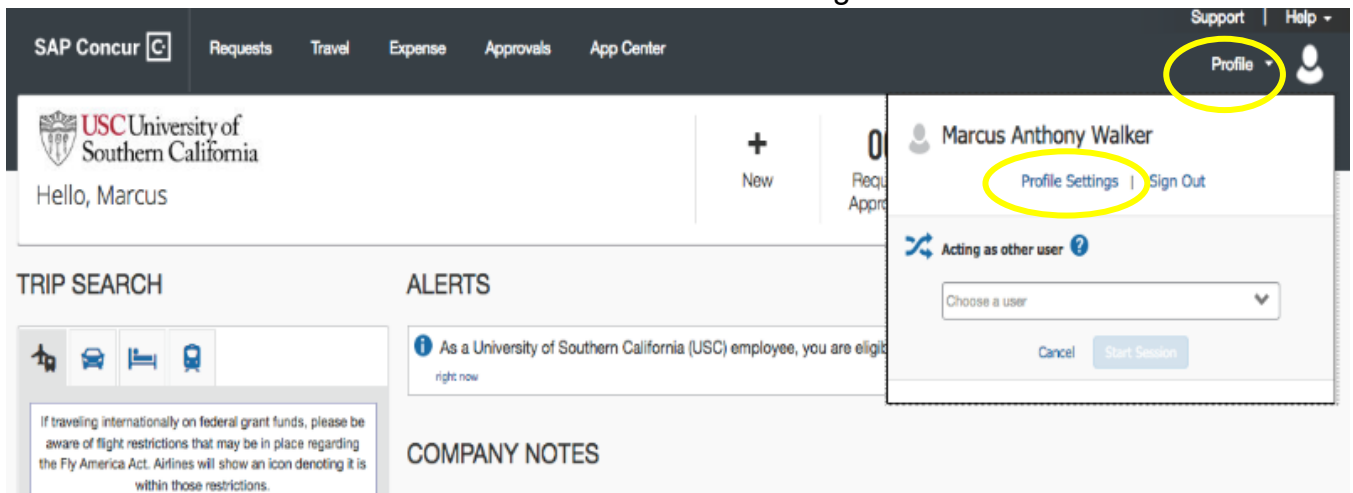 Support | Help
SAP Concur C Requests Travel Expense Approvals App Center
Profile
USC University of
Southern California
Hello, Marcus
+
New
Marcus Anthony Walker
Profile Settings | Sign Out
Acting as other user ?
Choose a user
Cancel Start Session
TRIP SEARCH
ALERTS
As a University of Southern California (USC) employee, you are
right now
If traveling internationally on federal grant funds, please be
aware of flight restrictions that may be in place regarding
the Fly America Act. Airlines will show an icon denoting it is
within those restrictions.
COMPANY NOTES